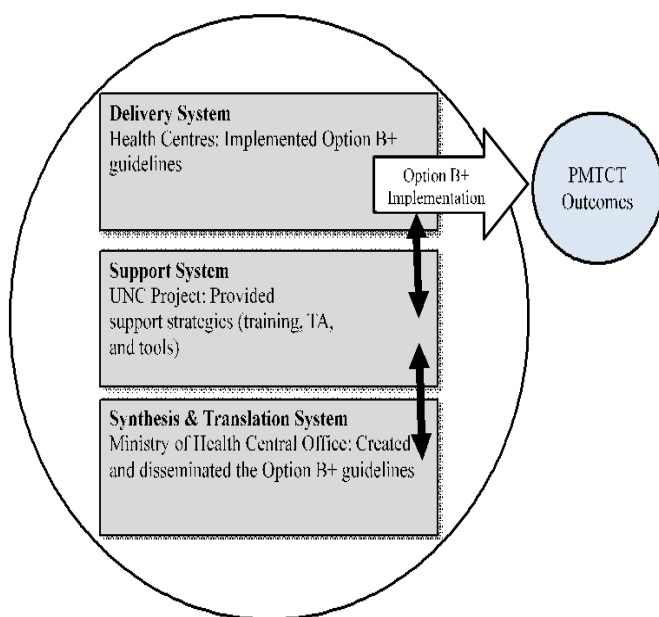 Delivery System
Health Centres: Implemented Option B+
guidelines
Option B+
Implementation
PMTCT
Outcomes
Support System
UNC Project: Provided
support strategies (training, TA,
and tools)
Synthesis & Translation System
Ministry of Health Central Office: Created
and disseminated the Option B+ guidelines